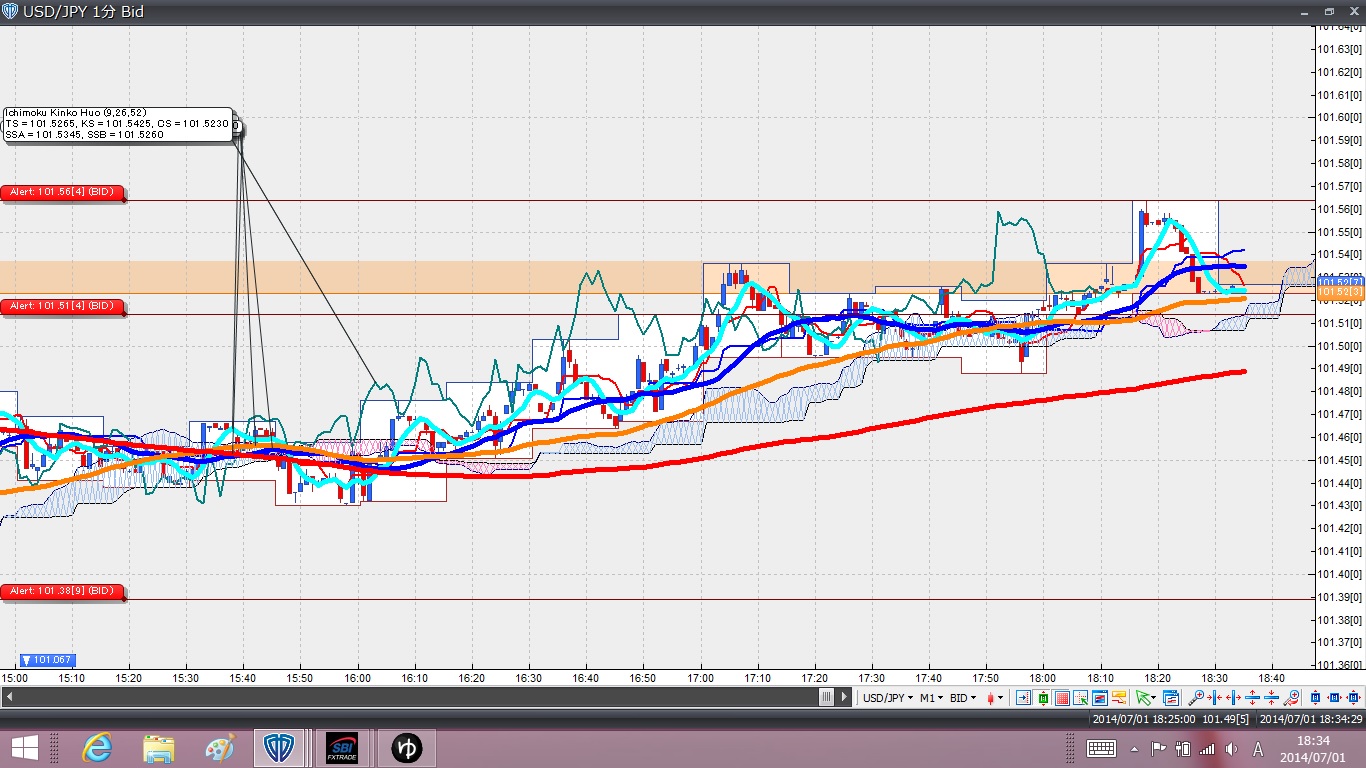 USD/JPY 1分 Bid
101.64[0]
101.63[0]
101.62[0]
101.61[0]
101.60[0]
101.59[0]
101.58[0]
101.57[0]
101.56[0]
101.55[0]
101.54[0]
101.52[7]
101.52[3]
101.51[0]
101.50[0]
101.49[0]
101.48[0]
101.47[0]
101.46[0]
101.45[0]
101.44[0]
101.43[0]
101.42[0]
101.41[0]
101.40[0]
101.39[0]
101.38[0]
101.37[0]
101.36[0]
Ichimoku Kinko Huo (9,26,52)
TS = 101.5265, KS = 101.5425, CS = 101.5230
SSA = 101.5345, SSB = 101.5260
Alert: 101.56[4] (BID)
Alert: 101.51[4] (BID)
Alert: 101.38[9] (BID)
101.067
15:00 15:10 15:20 15:30 15:40 15:50 16:00 16:10 16:20 16:30 16:40 16:50 17:00 17:10 17:20 17:30 17:40 17:50 18:00 18:10 18:20 18:30 18:40
USD/JPY M1 BID
2014/07/01 18:25:00 101.49[5] 2014/07/01 18:34:29
SBI
FXTRADE
ゆ
A
18:34
2014/07/01